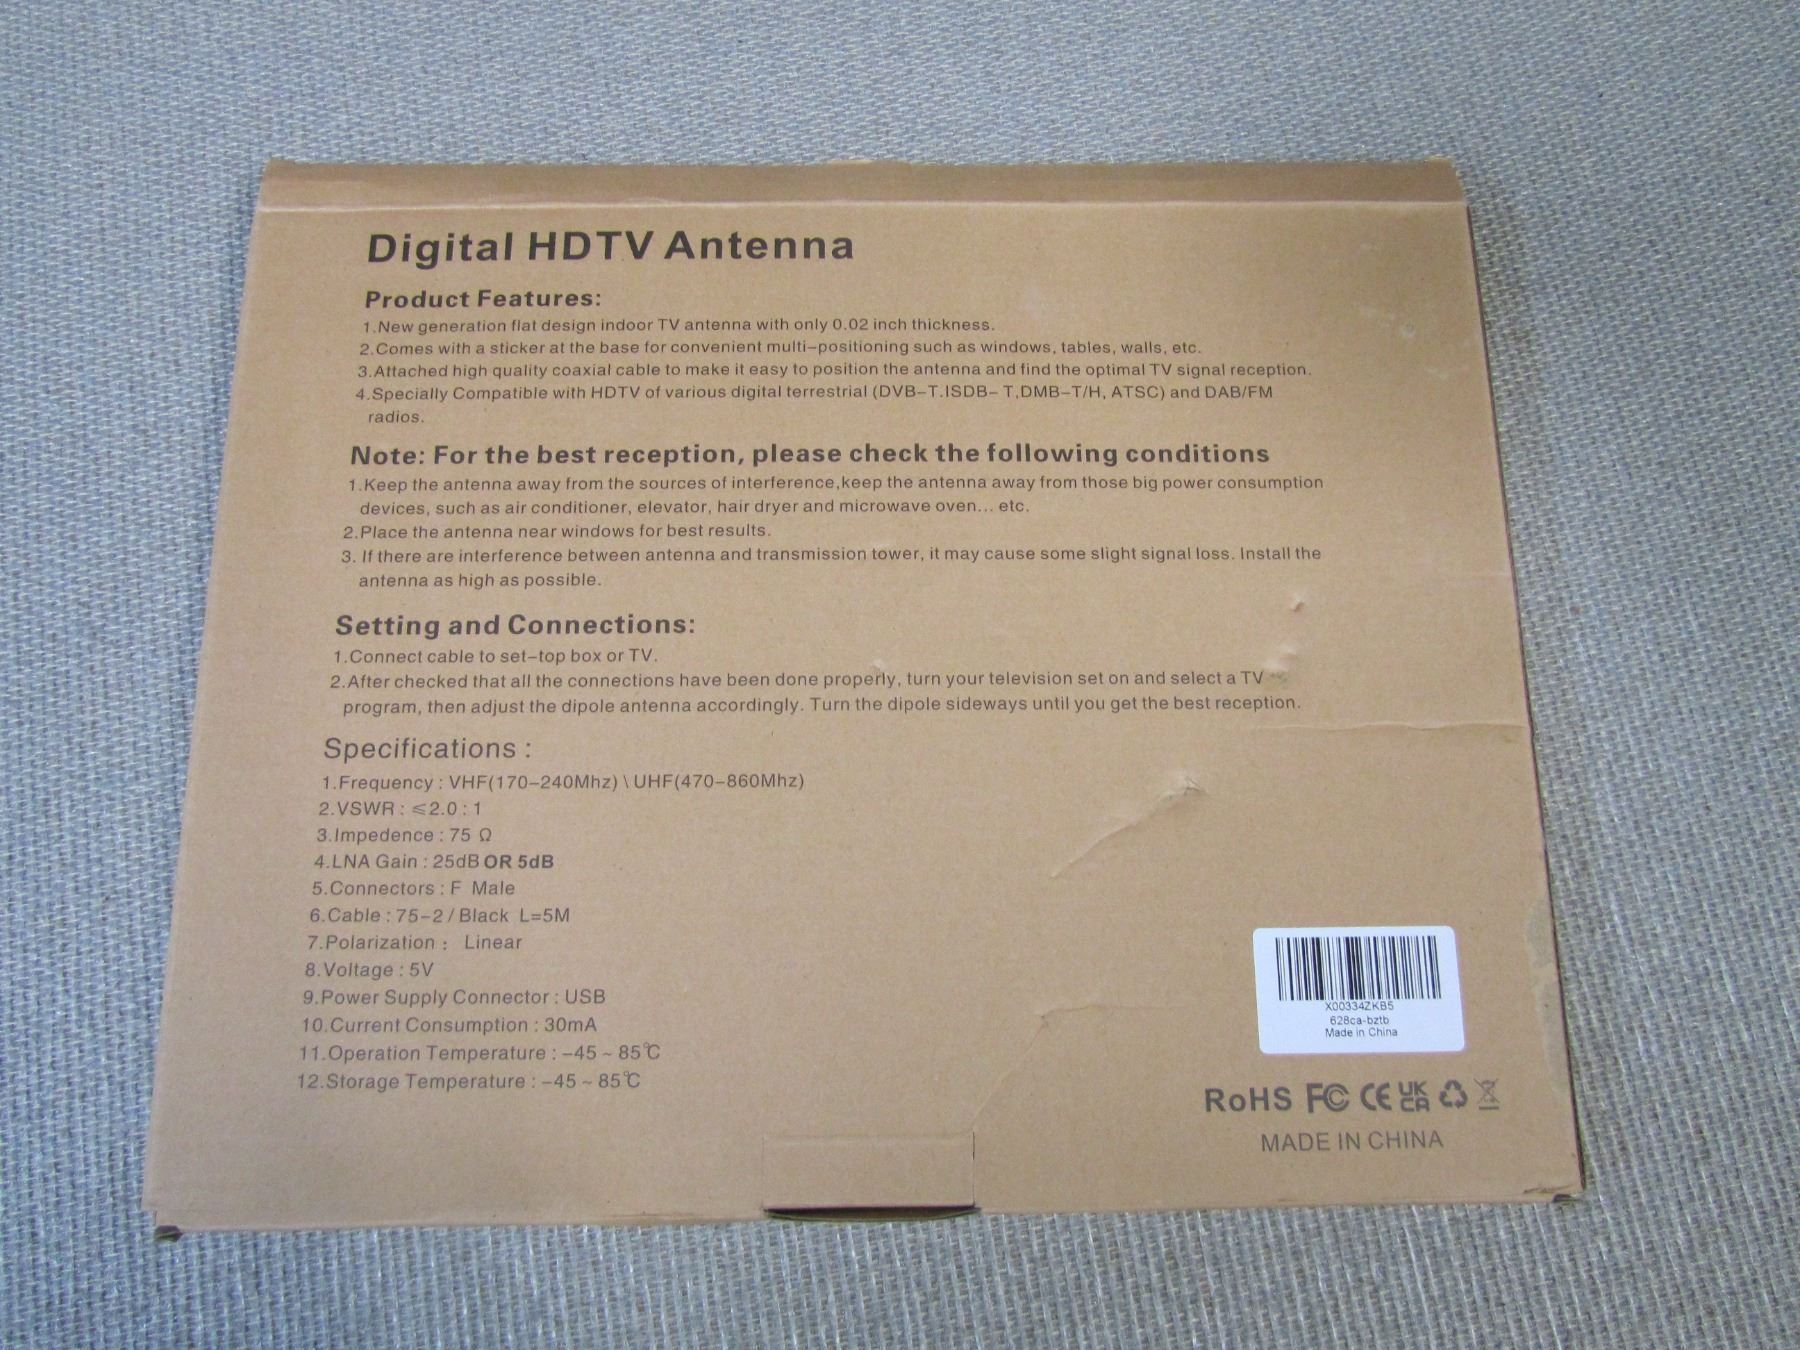 Digital HDTV Antenna
Product Features:
1.New generation flat design indoor TV antenna with only 0.02 inch thickness.
2.Comes with a sticker at the base for convenient multi–positioning such as windows, tables, walls, etc.
3.Attached high quality coaxial cable to make it easy to position the antenna and find the optimal TV signal reception.
4.Specially Compatible with HDTV of various digital terrestrial (DVB–T.ISDB– T,DMB–T/H, ATSC) and DAB/FM
radios.
Note: For the best reception, please check the following conditions
1.Keep the antenna away from the sources of interference,keep the antenna away from those big power consumption
devices, such as air conditioner, elevator, hair dryer and microwave oven... etc.
2.Place the antenna near windows for best results.
3. If there are interference between antenna and transmission tower, it may cause some slight signal loss. Install the
antenna as high as possible.
Setting and Connections:
1.Connect cable to set–top box or TV.
2.After checked that all the connections have been done properly, turn your television set on and select a TV
program, then adjust the dipole antenna accordingly. Turn the dipole sideways until you get the best reception.
Specifications :
1.Frequency : VHF(170–240Mhz) \ UHF(470–860Mhz)
2.VSWR : ≤2.0 : 1
3.Impedence : 75 Ω
4.LNA Gain : 25dB OR 5dB
5.Connectors : F Male
6.Cable : 75–2 / Black L=5M
7.Polarization : Linear
8.Voltage : 5V
9.Power Supply Connector : USB
10.Current Consumption : 30mA
11.Operation Temperature : –45 ~ 85℃
12.Storage Temperature : –45 ~ 85℃
X00334ZKB5
628ca-bztb
Made in China
RoHS FC CE UK CA
MADE IN CHINA